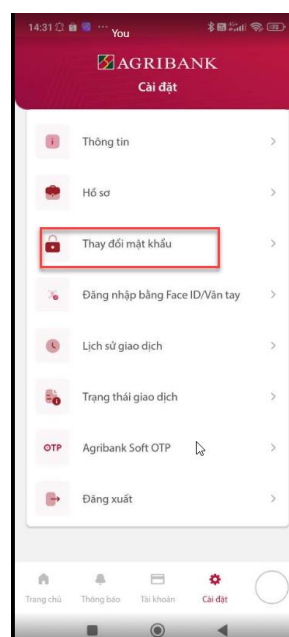 14:31
You
AGRIBANK
Cài đặt
Thông tin
Hồ sơ
Thay đổi mật khẩu
Đăng nhập bằng Face ID/Vân tay
Lịch sử giao dịch
Trạng thái giao dịch
OTP Agribank Soft OTP
Đăng xuất
Trang chủ Thông báo Tài khoản Cài đặt